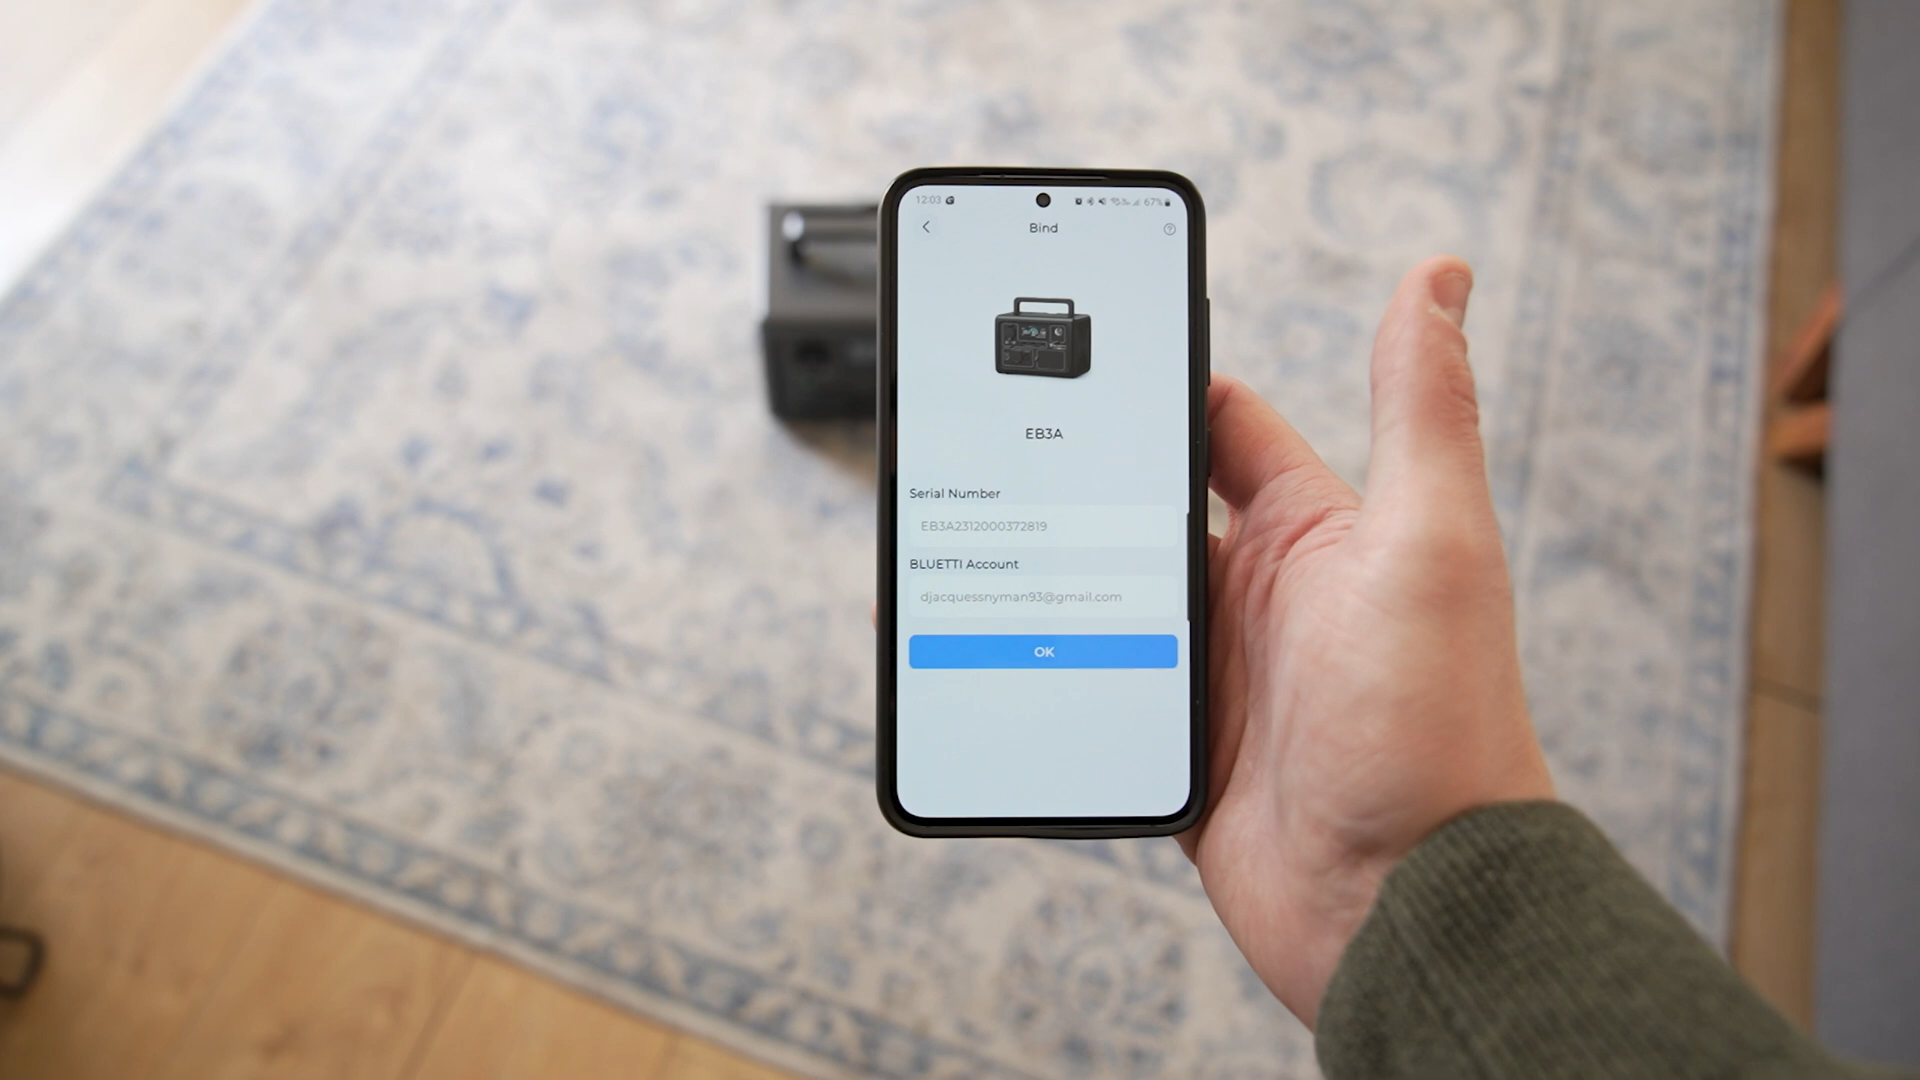 12:03 67%
Bind
EB3A
Serial Number
EB3A2312000372819
BLUETTI Account
djacquessnyman93@gmail.com
OK